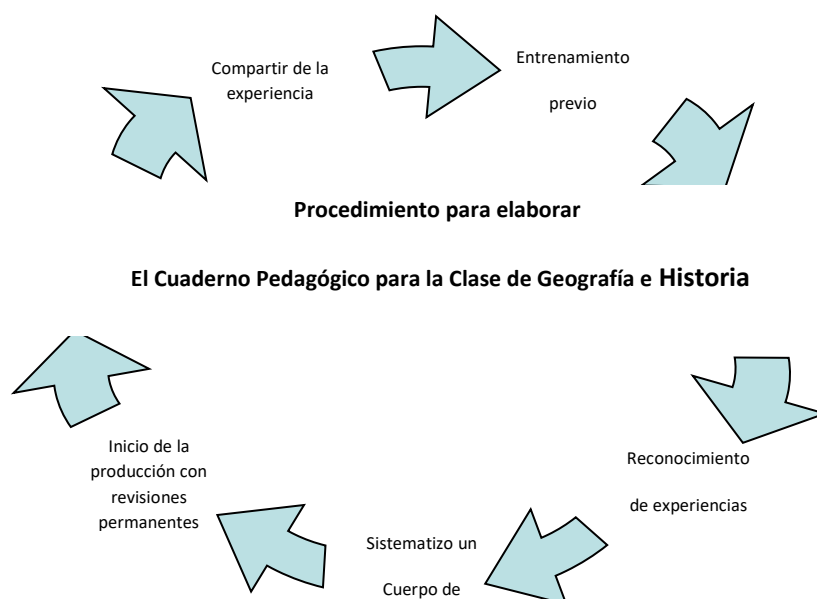 Compartir de la
experiencia
Entrenamiento
previo
Procedimiento para elaborar
El Cuaderno Pedagógico para la Clase de Geografía e Historia
Reconocimiento
de experiencias
Sistematizo un
Cuerpo de
Inicio de la
producción con
revisiones
permanentes